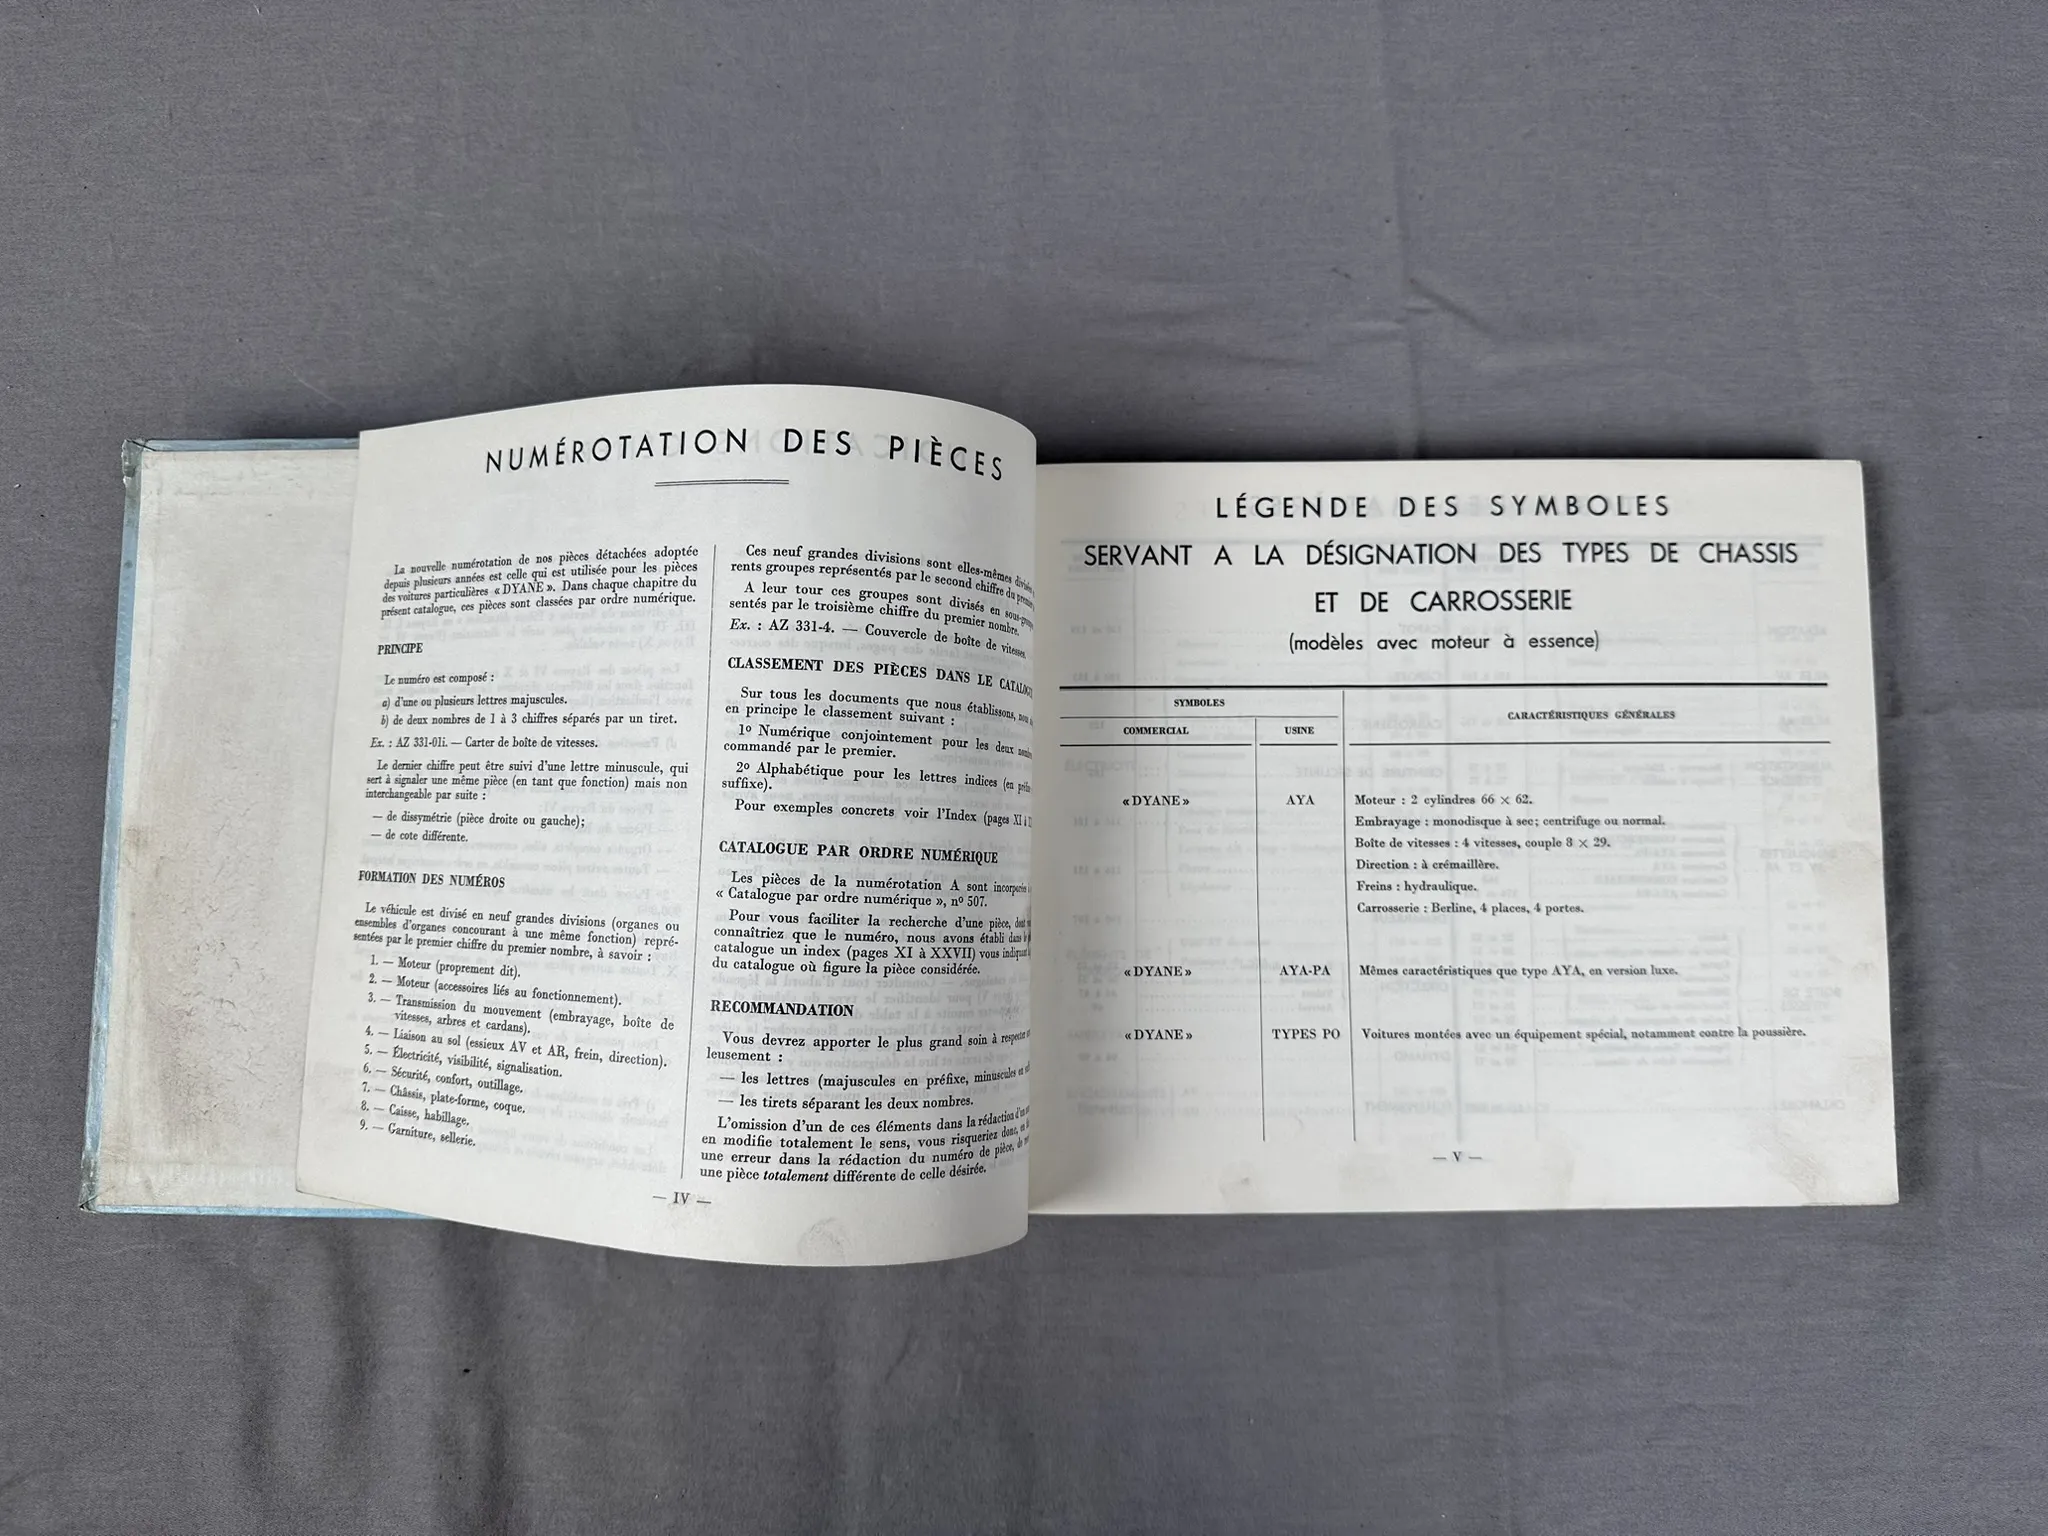 NUMÉROTATION DES PIÈCES
La nouvelle numérotation de nos pièces détachées adoptée
depuis plusieurs années est celle qui est utilisée pour les pièces
des voitures particulières « DYANE ». Dans chaque chapitre du
présent catalogue, ces pièces sont classées par ordre numérique.
PRINCIPE
Le numéro est composé :
a) d'une ou plusieurs lettres majuscules.
b) de deux nombres de 1 à 3 chiffres séparés par un tiret.
Ex. : AZ 331-01i. — Carter de boîte de vitesses.
Le dernier chiffre peut être suivi d'une lettre minuscule, qui
sert à signaler une même pièce (en tant que fonction) mais non
interchangeable par suite :
— de dissymétrie (pièce droite ou gauche);
— de cote différente.
FORMATION DES NUMÉROS
Le véhicule est divisé en neuf grandes divisions (organes ou
ensembles d'organes concourant à une même fonction) repré-
sentées par le premier chiffre du premier nombre, à savoir :
1. — Moteur (proprement dit).
2. — Moteur (accessoires liés au fonctionnement).
3. — Transmission du mouvement (embrayage, boîte de
vitesses, arbres et cardans).
4. — Liaison au sol (essieux AV et AR, frein, direction).
5. — Électricité, visibilité, signalisation.
6. — Sécurité, confort, outillage.
7. — Châssis, plate-forme, coque.
8. — Caisse, habillage.
9. — Garniture, sellerie.
Ces neuf grandes divisions sont elles-mêmes
rents groupes représentés par le second chiffre du
A leur tour ces groupes sont divisés en
sentés par le troisième chiffre du premier nombre.
Ex. : AZ 331-4. — Couvercle de boîte de vitesses.
CLASSEMENT DES PIÈCES DANS LE
Sur tous les documents que nous établissons,
en principe le classement suivant :
1º Numérique conjointement pour les deux
commandé par le premier.
2º Alphabétique pour les lettres indices (en
suffixe).
Pour exemples concrets voir l'Index (pages XI à
CATALOGUE PAR ORDRE NUMÉRIQUE
Les pièces de la numérotation A sont
« Catalogue par ordre numérique », nº 507.
Pour vous faciliter la recherche d'une pièce, dont
connaîtriez que le numéro, nous avons établi dans le
catalogue un index (pages XI à XXVII) vous indiquant
du catalogue où figure la pièce considérée.
RECOMMANDATION
Vous devrez apporter le plus grand soin à respecter
leusement :
— les lettres (majuscules en préfixe, minuscules en
— les tirets séparant les deux nombres.
L'omission d'un de ces éléments dans la rédaction d'un
en modifie totalement le sens, vous risqueriez donc,
une erreur dans la rédaction du numéro de pièce, de
une pièce totalement différente de celle désirée.
— IV —
LÉGENDE DES SYMBOLES
SERVANT A LA DÉSIGNATION DES TYPES DE CHASSIS
ET DE CARROSSERIE
(modèles avec moteur à essence)
SYMBOLES
CARACTÉRISTIQUES GÉNÉRALES
COMMERCIAL USINE
« DYANE » AYA Moteur : 2 cylindres 66 × 62.
Embrayage : monodisque à sec; centrifuge ou normal.
Boîte de vitesses : 4 vitesses, couple 8 × 29.
Direction : à crémaillère.
Freins : hydraulique.
Carrosserie : Berline, 4 places, 4 portes.
« DYANE » AYA-PA Mêmes caractéristiques que type AYA, en version luxe.
« DYANE » TYPES PO Voitures montées avec un équipement spécial, notamment contre la poussière.
— V —